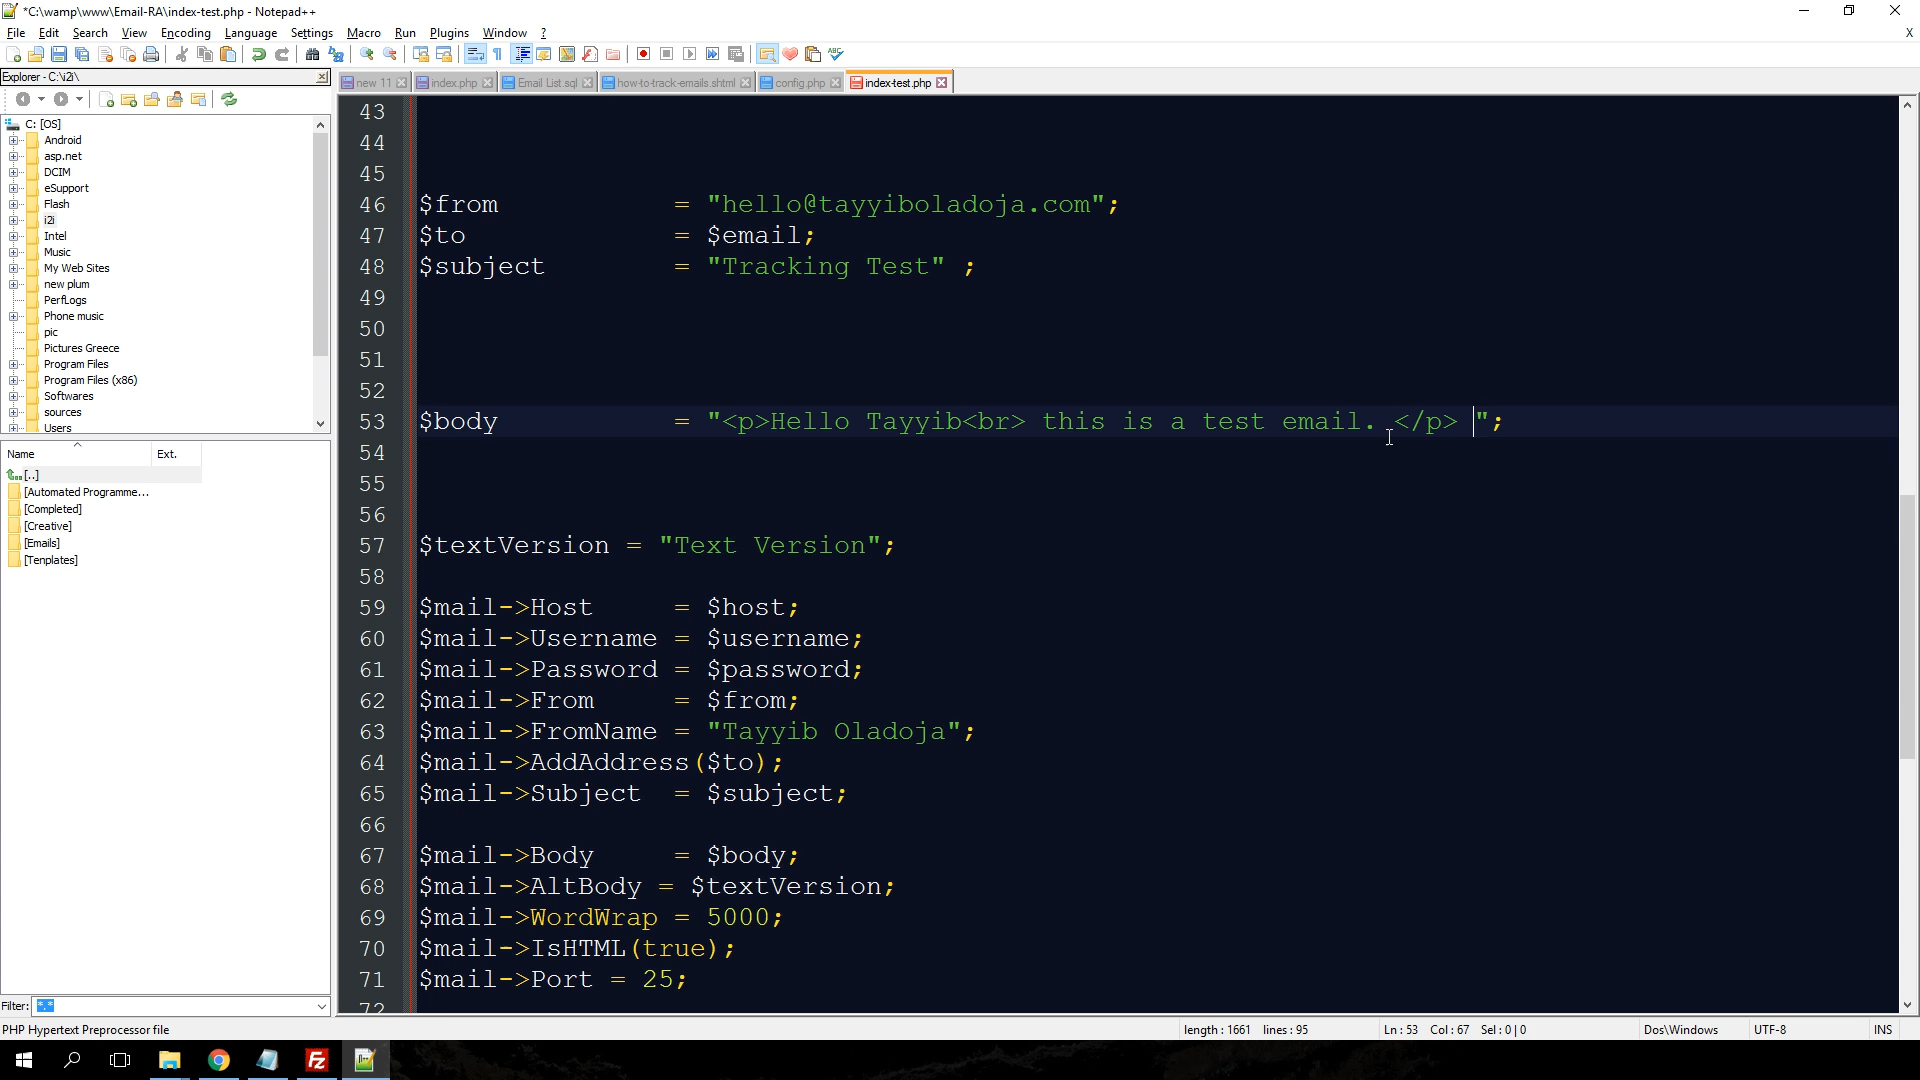 *C:\wamp\www\Email-RA\index-test.php - Notepad++
File Edit Search View Encoding Language Settings Macro Run Plugins Window ? X
Explorer - C:\i2i\
new 11 index.php Email List.sql how-to-track-emails.shtml config.php index-test.php
C: [OS]
Android
asp.net
DCIM
eSupport
Flash
i2i
Intel
Music
My Web Sites
new plum
PerfLogs
Phone music
pic
Pictures Greece
Program Files
Program Files (x86)
Softwares
sources
Users
Name Ext.
[..]
[Automated Programme...
[Completed]
[Creative]
[Emails]
[Templates]
Filter: *.*
43
44
45
46 $from = "hello@tayyiboladoja.com";
47 $to = $email;
48 $subject = "Tracking Test" ;
49
50
51
52
53 $body = "<p>Hello Tayyib<br> this is a test email. </p> ";
54
55
56
57 $textVersion = "Text Version";
58
59 $mail->Host = $host;
60 $mail->Username = $username;
61 $mail->Password = $password;
62 $mail->From = $from;
63 $mail->FromName = "Tayyib Oladoja";
64 $mail->AddAddress($to);
65 $mail->Subject = $subject;
66
67 $mail->Body = $body;
68 $mail->AltBody = $textVersion;
69 $mail->WordWrap = 5000;
70 $mail->IsHTML(true);
71 $mail->Port = 25;
72
PHP Hypertext Preprocessor file length : 1661 lines : 95 Ln : 53 Col : 67 Sel : 0 | 0 Dos\Windows UTF-8 INS